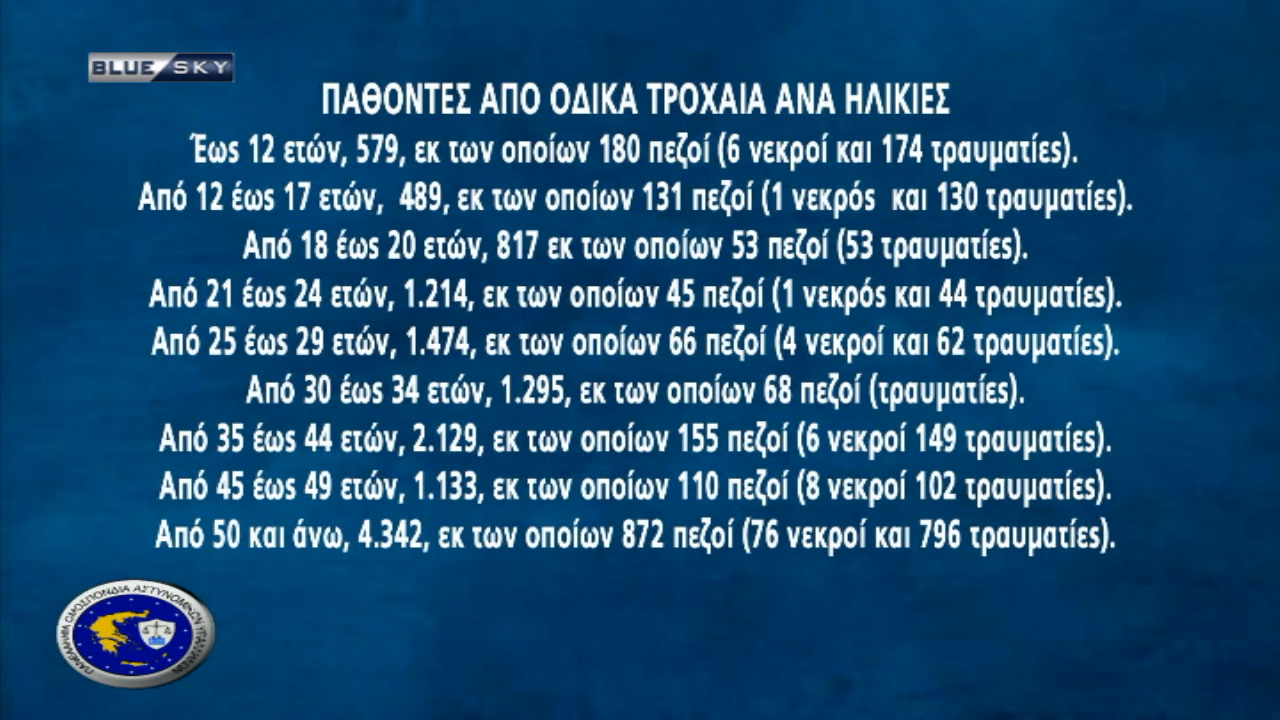 BLUE SKY
ΠΑΘΟΝΤΕΣ ΑΠΟ ΟΔΙΚΑ ΤΡΟΧΑΙΑ ΑΝΑ ΗΛΙΚΙΕΣ
Έως 12 ετών, 579, εκ των οποίων 180 πεζοί (6 νεκροί και 174 τραυματίες).
Από 12 έως 17 ετών,  489, εκ των οποίων 131 πεζοί (1 νεκρός  και 130 τραυματίες).
Από 18 έως 20 ετών, 817 εκ των οποίων 53 πεζοί (53 τραυματίες).
Από 21 έως 24 ετών, 1.214, εκ των οποίων 45 πεζοί (1 νεκρός και 44 τραυματίες).
Από 25 έως 29 ετών, 1.474, εκ των οποίων 66 πεζοί (4 νεκροί και 62 τραυματίες).
Από 30 έως 34 ετών, 1.295, εκ των οποίων 68 πεζοί (τραυματίες).
Από 35 έως 44 ετών, 2.129, εκ των οποίων 155 πεζοί (6 νεκροί 149 τραυματίες).
Από 45 έως 49 ετών, 1.133, εκ των οποίων 110 πεζοί (8 νεκροί 102 τραυματίες).
Από 50 και άνω, 4.342, εκ των οποίων 872 πεζοί (76 νεκροί και 796 τραυματίες).
ΠΑΝΕΛΛΗΝΙΑ ΟΜΟΣΠΟΝΔΙΑ ΑΣΤΥΝΟΜΙΚΩΝ ΥΠΑΛΛΗΛΩΝ